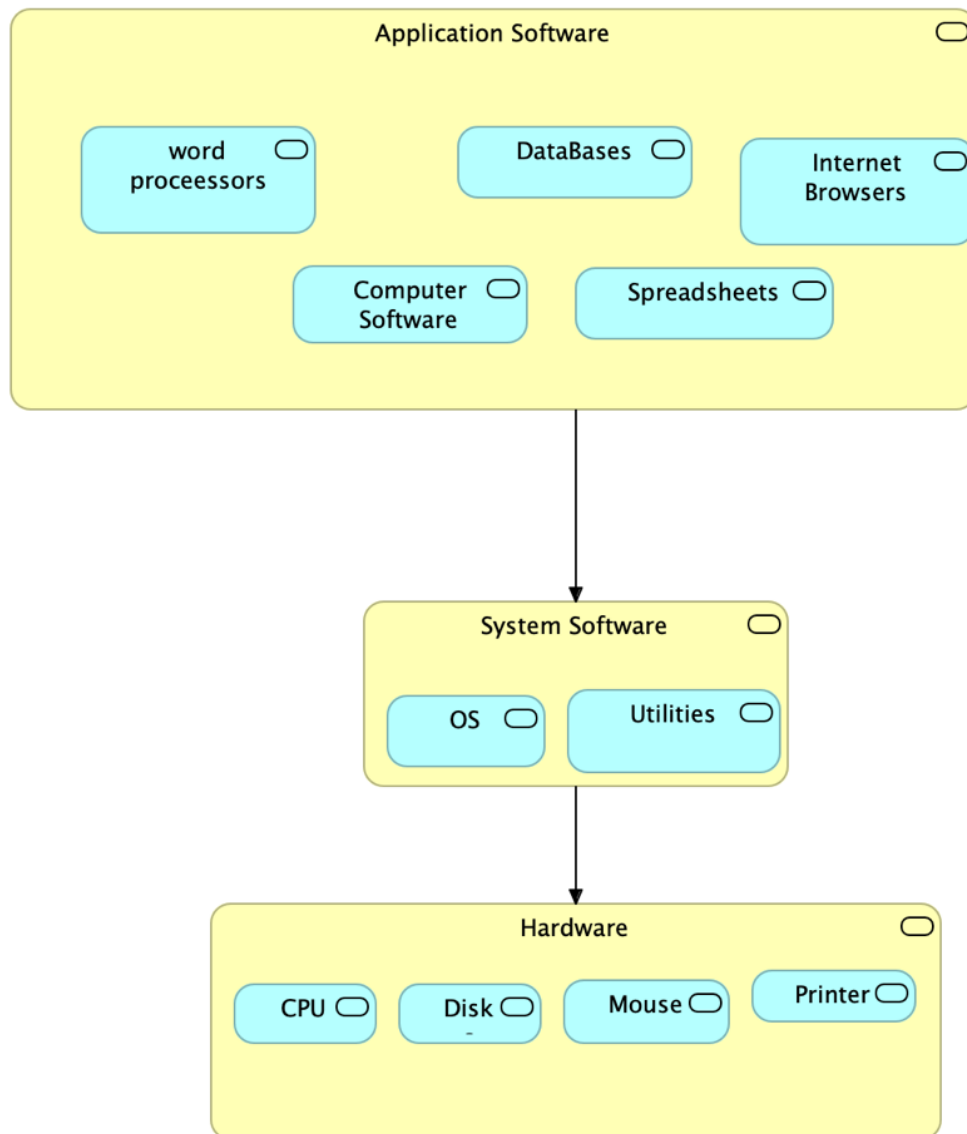 Application Software
word
proceessors
DataBases
Internet
Browsers
Computer
Software
Spreadsheets
System Software
OS
Utilities
Hardware
CPU
Disk
Mouse
Printer